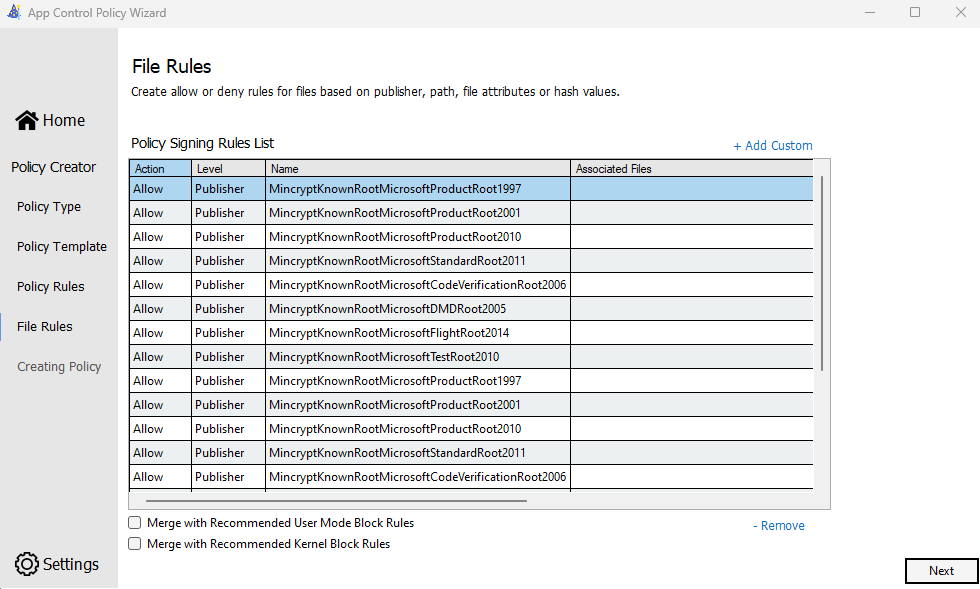 App Control Policy Wizard
Home
Policy Creator
Policy Type
Policy Template
Policy Rules
File Rules
Creating Policy
Settings
File Rules
Create allow or deny rules for files based on publisher, path, file attributes or hash values.
Policy Signing Rules List
+ Add Custom
Action Level Name Associated Files
Allow Publisher MincryptKnownRootMicrosoftProductRoot1997
Allow Publisher MincryptKnownRootMicrosoftProductRoot2001
Allow Publisher MincryptKnownRootMicrosoftProductRoot2010
Allow Publisher MincryptKnownRootMicrosoftStandardRoot2011
Allow Publisher MincryptKnownRootMicrosoftCodeVerificationRoot2006
Allow Publisher MincryptKnownRootMicrosoftDMDRoot2005
Allow Publisher MincryptKnownRootMicrosoftFlightRoot2014
Allow Publisher MincryptKnownRootMicrosoftTestRoot2010
Allow Publisher MincryptKnownRootMicrosoftProductRoot1997
Allow Publisher MincryptKnownRootMicrosoftProductRoot2001
Allow Publisher MincryptKnownRootMicrosoftProductRoot2010
Allow Publisher MincryptKnownRootMicrosoftStandardRoot2011
Allow Publisher MincryptKnownRootMicrosoftCodeVerificationRoot2006
Merge with Recommended User Mode Block Rules
- Remove
Merge with Recommended Kernel Block Rules
Next